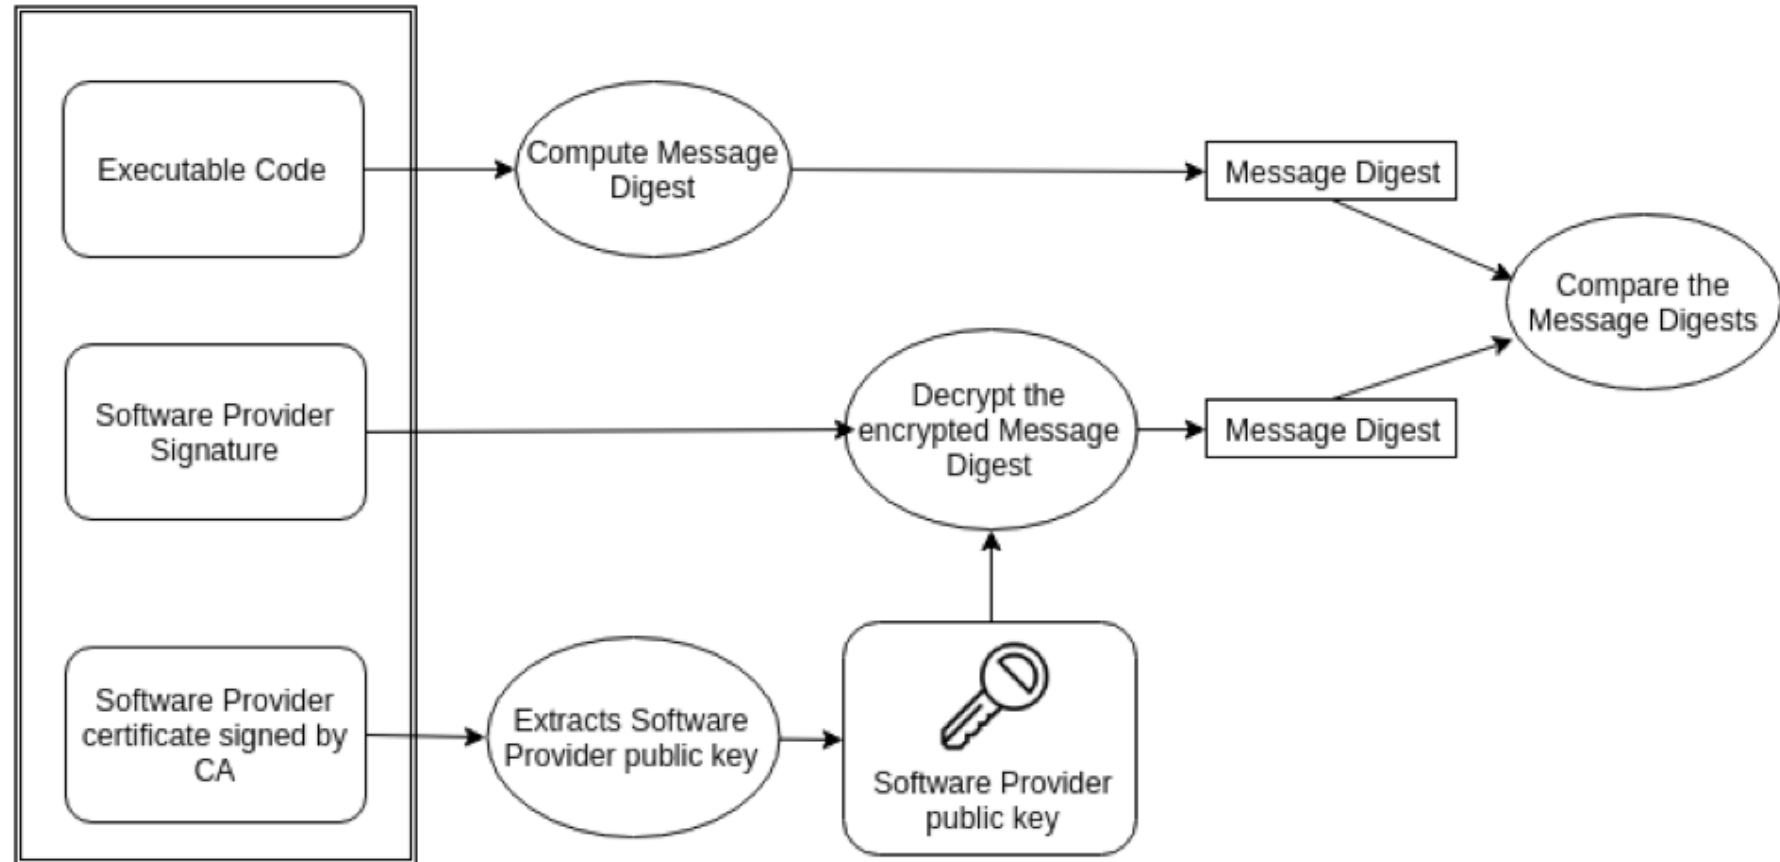 Executable Code
Compute Message
Digest
Message Digest
Compare the
Message Digests
Software Provider
Signature
Decrypt the
encrypted Message
Digest
Message Digest
Software Provider
certificate signed by
CA
Extracts Software
Provider public key
Software Provider
public key